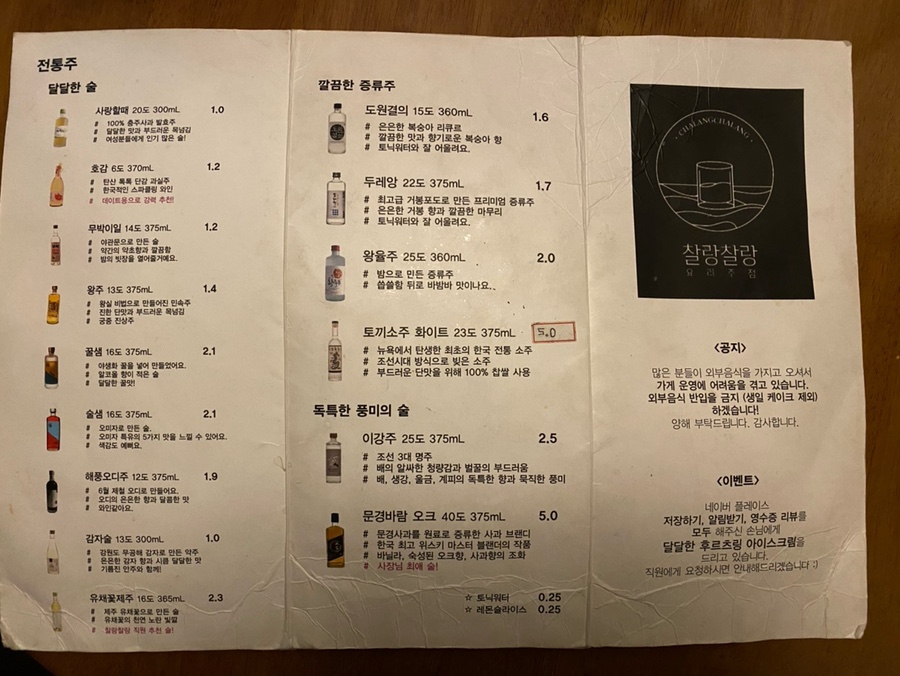 전통주
달달한 술
사랑할때 20도 300mL 1.0
# 100% 충주사과 발효주
# 달달한 맛과 부드러운 목넘김
# 여성분들에게 인기 많은 술!
호감 6도 370mL 1.2
# 탄산 톡톡 단감 과실주
# 한국적인 스파클링 와인
# 데이트용으로 강력 추천!
무박이일 14도 375mL 1.2
# 야관문으로 만든 술
# 약간의 약초향과 깔끔함
# 밤의 빗장을 열어줄거예요.
왕주 13도 375mL 1.4
# 왕실 비법으로 만들어진 민속주
# 진한 단맛과 부드러운 목넘김
# 궁중 진상주
꿀샘 16도 375mL 2.1
# 야생화 꿀을 넣어 만들었어요.
# 알코올 향이 적은 술
# 달달한 꿀맛!
술샘 16도 375mL 2.1
# 오미자로 만든 술.
# 오미자 특유의 5가지 맛을 느낄 수 있어요.
# 색감도 예뻐요.
해풍오디주 12도 375mL 1.9
# 6월 제철 오디로 만들어요.
# 오디의 은은한 향과 달콤한 맛
# 와인같아요.
감자술 13도 300mL 1.0
# 강원도 무공해 감자로 만든 약주
# 은은한 감자 향과 시큼 달달한 맛
# 기름진 안주와 함께!
유채꽃제주 16도 365mL 2.3
# 제주 유채꽃으로 만든 술
# 유채꽃의 천연 노란 빛깔
# 찰랑찰랑 직원 추천 술!
깔끔한 증류주
도원결의 15도 360mL 1.6
# 은은한 복숭아 리큐르
# 깔끔한 맛과 향기로운 복숭아 향
# 토닉워터와 잘 어울려요.
두레앙 22도 375mL 1.7
# 최고급 거봉포도로 만든 프리미엄 증류주
# 은은한 거봉 향과 깔끔한 마무리
# 토닉워터와 잘 어울려요.
왕율주 25도 360mL 2.0
# 밤으로 만든 증류주
# 씁쓸함 뒤로 바밤바 맛이나요..
토끼소주 화이트 23도 375mL 5.0
# 뉴욕에서 탄생한 최초의 한국 전통 소주
# 조선시대 방식으로 빚은 소주
# 부드러운 단맛을 위해 100% 찹쌀 사용
독특한 풍미의 술
이강주 25도 375mL 2.5
# 조선 3대 명주
# 배의 알싸한 청량감과 벌꿀의 부드러움
# 배, 생강, 울금, 계피의 독특한 향과 묵직한 풍미
문경바람 오크 40도 375mL 5.0
# 문경사과를 원료로 증류한 사과 브랜디
# 한국 최고 위스키 마스터 블랜더의 작품
# 바닐라, 숙성된 오크향, 사과향의 조화
# 사장님 최애 술!
☆ 토닉워터 0.25
☆ 레몬슬라이스 0.25
CHALANGCHALANG
찰랑찰랑
요리주점
<공지>
많은 분들이 외부음식을 가지고 오셔서
가게 운영에 어려움을 겪고 있습니다.
외부음식 반입을 금지 (생일 케이크 제외)
하겠습니다!
양해 부탁드립니다. 감사합니다.
<이벤트>
네이버 플레이스
저장하기, 알림받기, 영수증 리뷰를
모두 해주신 손님에게
달달한 후르츠링 아이스크림을
드리고 있습니다.
직원에게 요청하시면 안내해드리겠습니다 :)